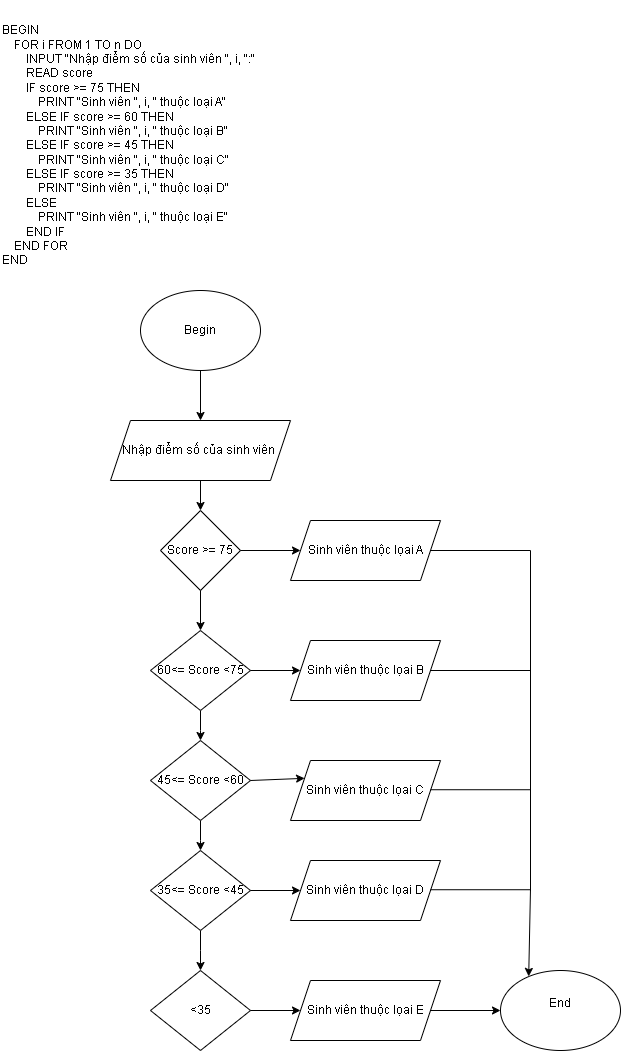 BEGIN
FOR i FROM 1 TO n DO
INPUT "Nhập điểm số của sinh viên ", i, ":"
READ score
IF score >= 75 THEN
PRINT "Sinh viên ", i, " thuộc loại A"
ELSE IF score >= 60 THEN
PRINT "Sinh viên ", i, " thuộc loại B"
ELSE IF score >= 45 THEN
PRINT "Sinh viên ", i, " thuộc loại C"
ELSE IF score >= 35 THEN
PRINT "Sinh viên ", i, " thuộc loại D"
ELSE
PRINT "Sinh viên ", i, " thuộc loại E"
END IF
END FOR
END
Begin
Nhập điểm số của sinh viên
Score >= 75
Sinh viên thuộc lọai A
60<= Score <75
Sinh viên thuộc lọai B
45<= Score <60
Sinh viên thuộc lọai C
35<= Score <45
Sinh viên thuộc lọai D
<35
Sinh viên thuộc lọai E
End